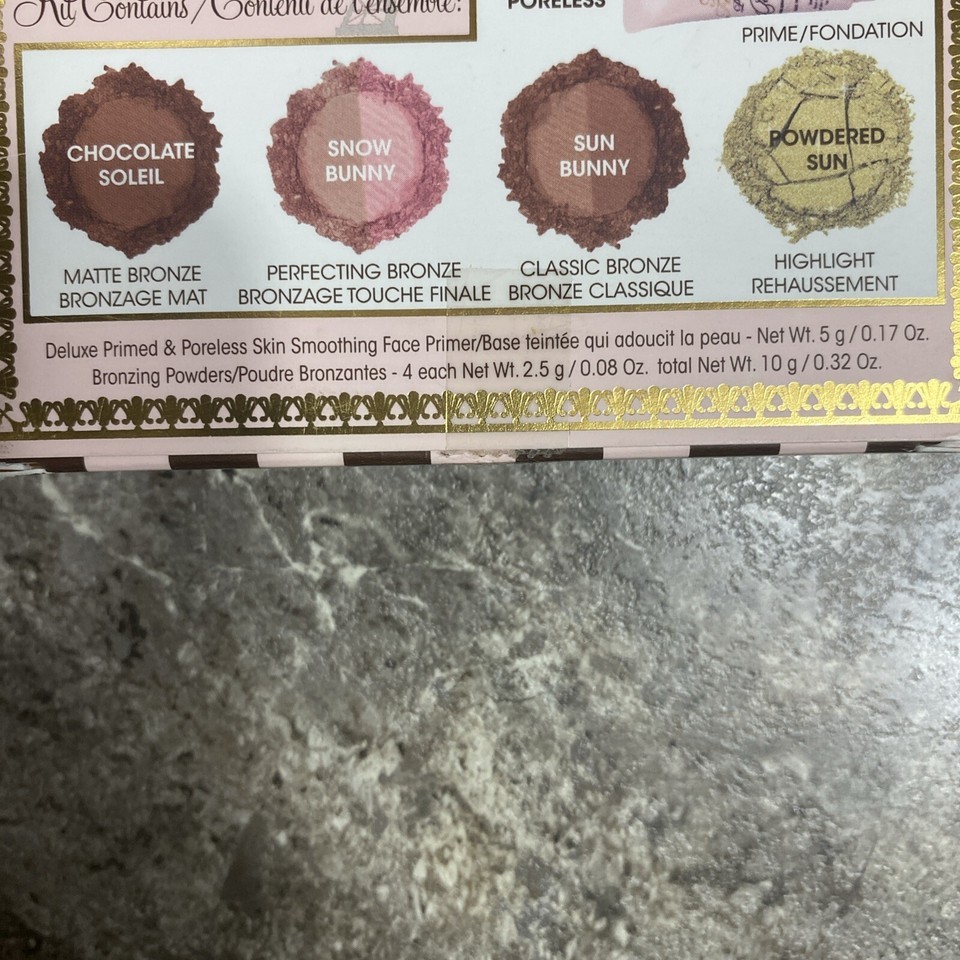 Kit Contains/Contenu de l'ensemble:
PORELESS
PRIME/FONDATION
CHOCOLATE
SOLEIL
SNOW
BUNNY
SUN
BUNNY
POWDERED
SUN
MATTE BRONZE
BRONZAGE MAT
PERFECTING BRONZE
BRONZAGE TOUCHE FINALE
CLASSIC BRONZE
BRONZE CLASSIQUE
HIGHLIGHT
REHAUSSEMENT
Deluxe Primed & Poreless Skin Smoothing Face Primer/Base teintée qui adoucit la peau - Net Wt. 5 g / 0.17 Oz.
Bronzing Powders/Poudre Bronzantes - 4 each Net Wt. 2.5 g / 0.08 Oz. total Net Wt. 10 g / 0.32 Oz.